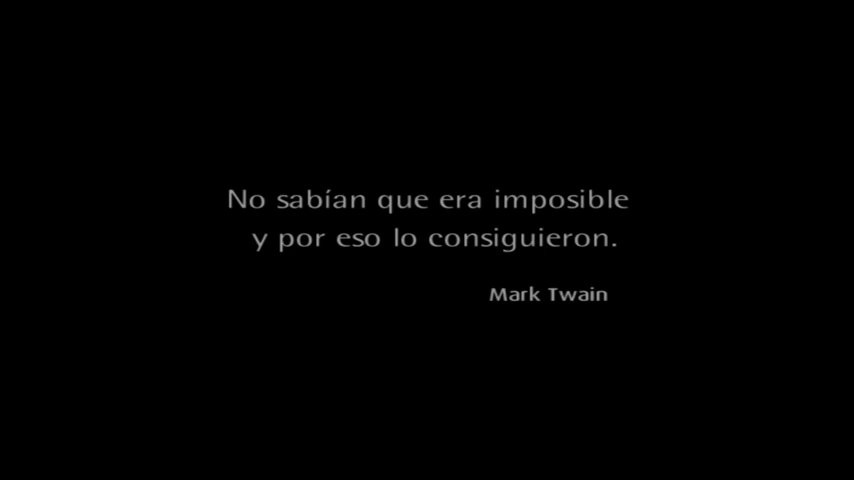 No sabían que era imposible
y por eso lo consiguieron.
Mark Twain